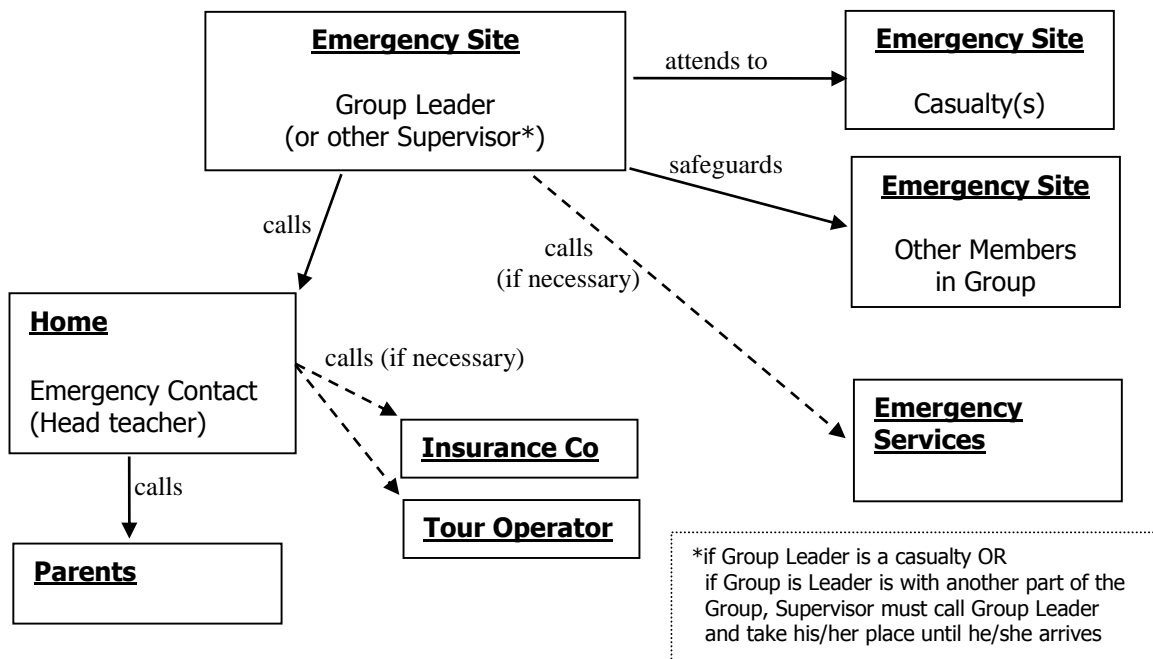 Emergency Site
Group Leader
(or other Supervisor*)
attends to
Emergency Site
Casualty(s)
safeguards
Emergency Site
Other Members
in Group
calls
calls
(if necessary)
Home
Emergency Contact
(Head teacher)
calls (if necessary)
Insurance Co
Tour Operator
Emergency
Services
calls
Parents
*if Group Leader is a casualty OR
if Group is Leader is with another part of the
Group, Supervisor must call Group Leader
and take his/her place until he/she arrives